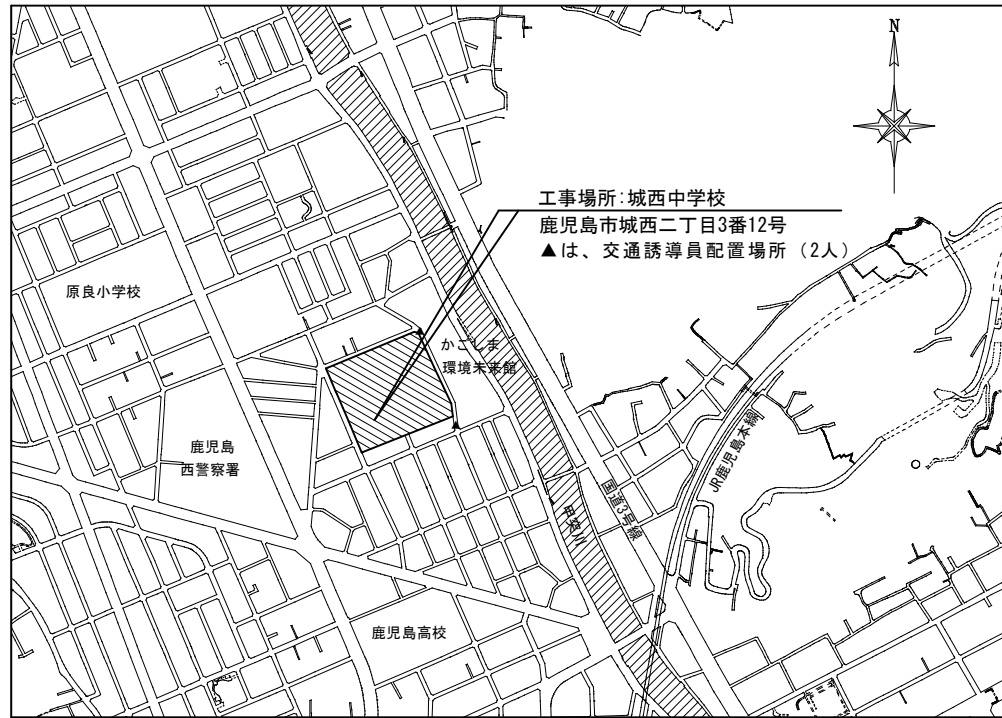 N
工事場所:城西中学校
鹿児島市城西二丁目3番12号
▲は、交通誘導員配置場所（2人）
原良小学校
かごしま
環境未来館
鹿児島
西警察署
JR鹿児島本線
国道3号線
甲突川
鹿児島高校